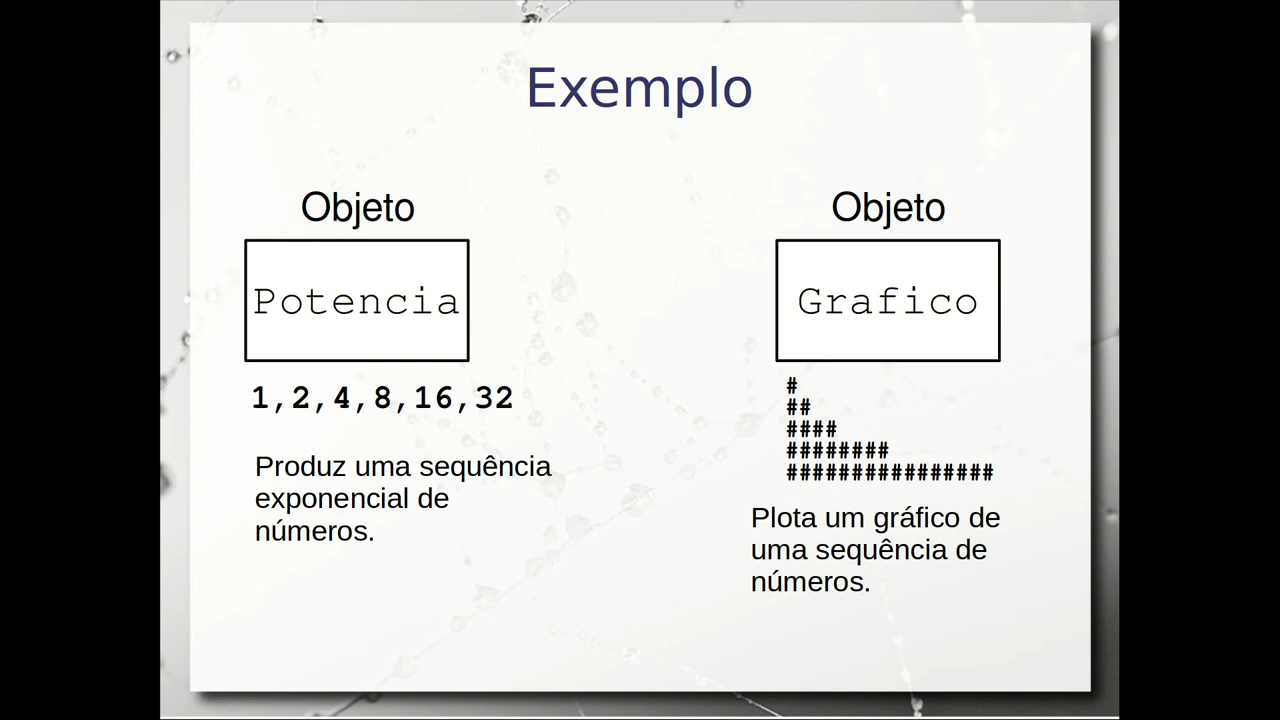 Exemplo
Objeto
Potencia
1,2,4,8,16,32
Produz uma sequência
exponencial de
números.
Objeto
Grafico
#
##
####
########
################
Plota um gráfico de
uma sequência de
números.